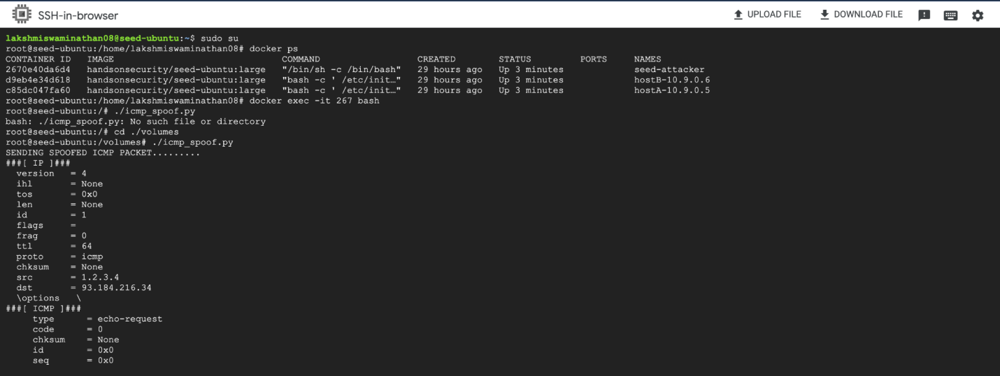 SSH-in-browser
UPLOAD FILE DOWNLOAD FILE
lakshmiswaminathan08@seed-ubuntu:~$ sudo su
root@seed-ubuntu:/home/lakshmiswaminathan08# docker ps
CONTAINER ID   IMAGE                              COMMAND                  CREATED        STATUS         PORTS     NAMES
2670e40da6d4   handsonsecurity/seed-ubuntu:large   "/bin/sh -c /bin/bash"   29 hours ago   Up 3 minutes             seed-attacker
d9eb4e34d618   handsonsecurity/seed-ubuntu:large   "bash -c ' /etc/init…"   29 hours ago   Up 3 minutes             hostB-10.9.0.6
c85dc047fa60   handsonsecurity/seed-ubuntu:large   "bash -c ' /etc/init…"   29 hours ago   Up 3 minutes             hostA-10.9.0.5
root@seed-ubuntu:/home/lakshmiswaminathan08# docker exec -it 267 bash
root@seed-ubuntu:/# ./icmp_spoof.py
bash: ./icmp_spoof.py: No such file or directory
root@seed-ubuntu:/# cd ./volumes
root@seed-ubuntu:/volumes# ./icmp_spoof.py
SENDING SPOOFED ICMP PACKET.........
###[ IP ]###
  version   = 4
  ihl       = None
  tos       = 0x0
  len       = None
  id        = 1
  flags     =
  frag      = 0
  ttl       = 64
  proto     = icmp
  chksum    = None
  src       = 1.2.3.4
  dst       = 93.184.216.34
  \options   \
###[ ICMP ]###
     type      = echo-request
     code      = 0
     chksum    = None
     id        = 0x0
     seq       = 0x0